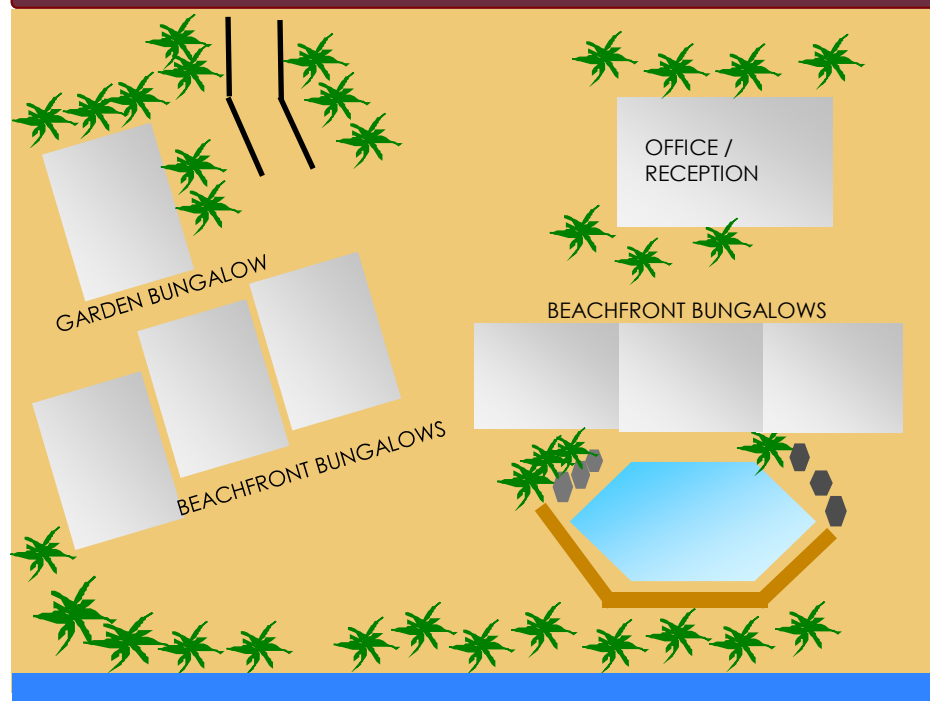 OFFICE /
RECEPTION
GARDEN BUNGALOW
BEACHFRONT BUNGALOWS
BEACHFRONT BUNGALOWS